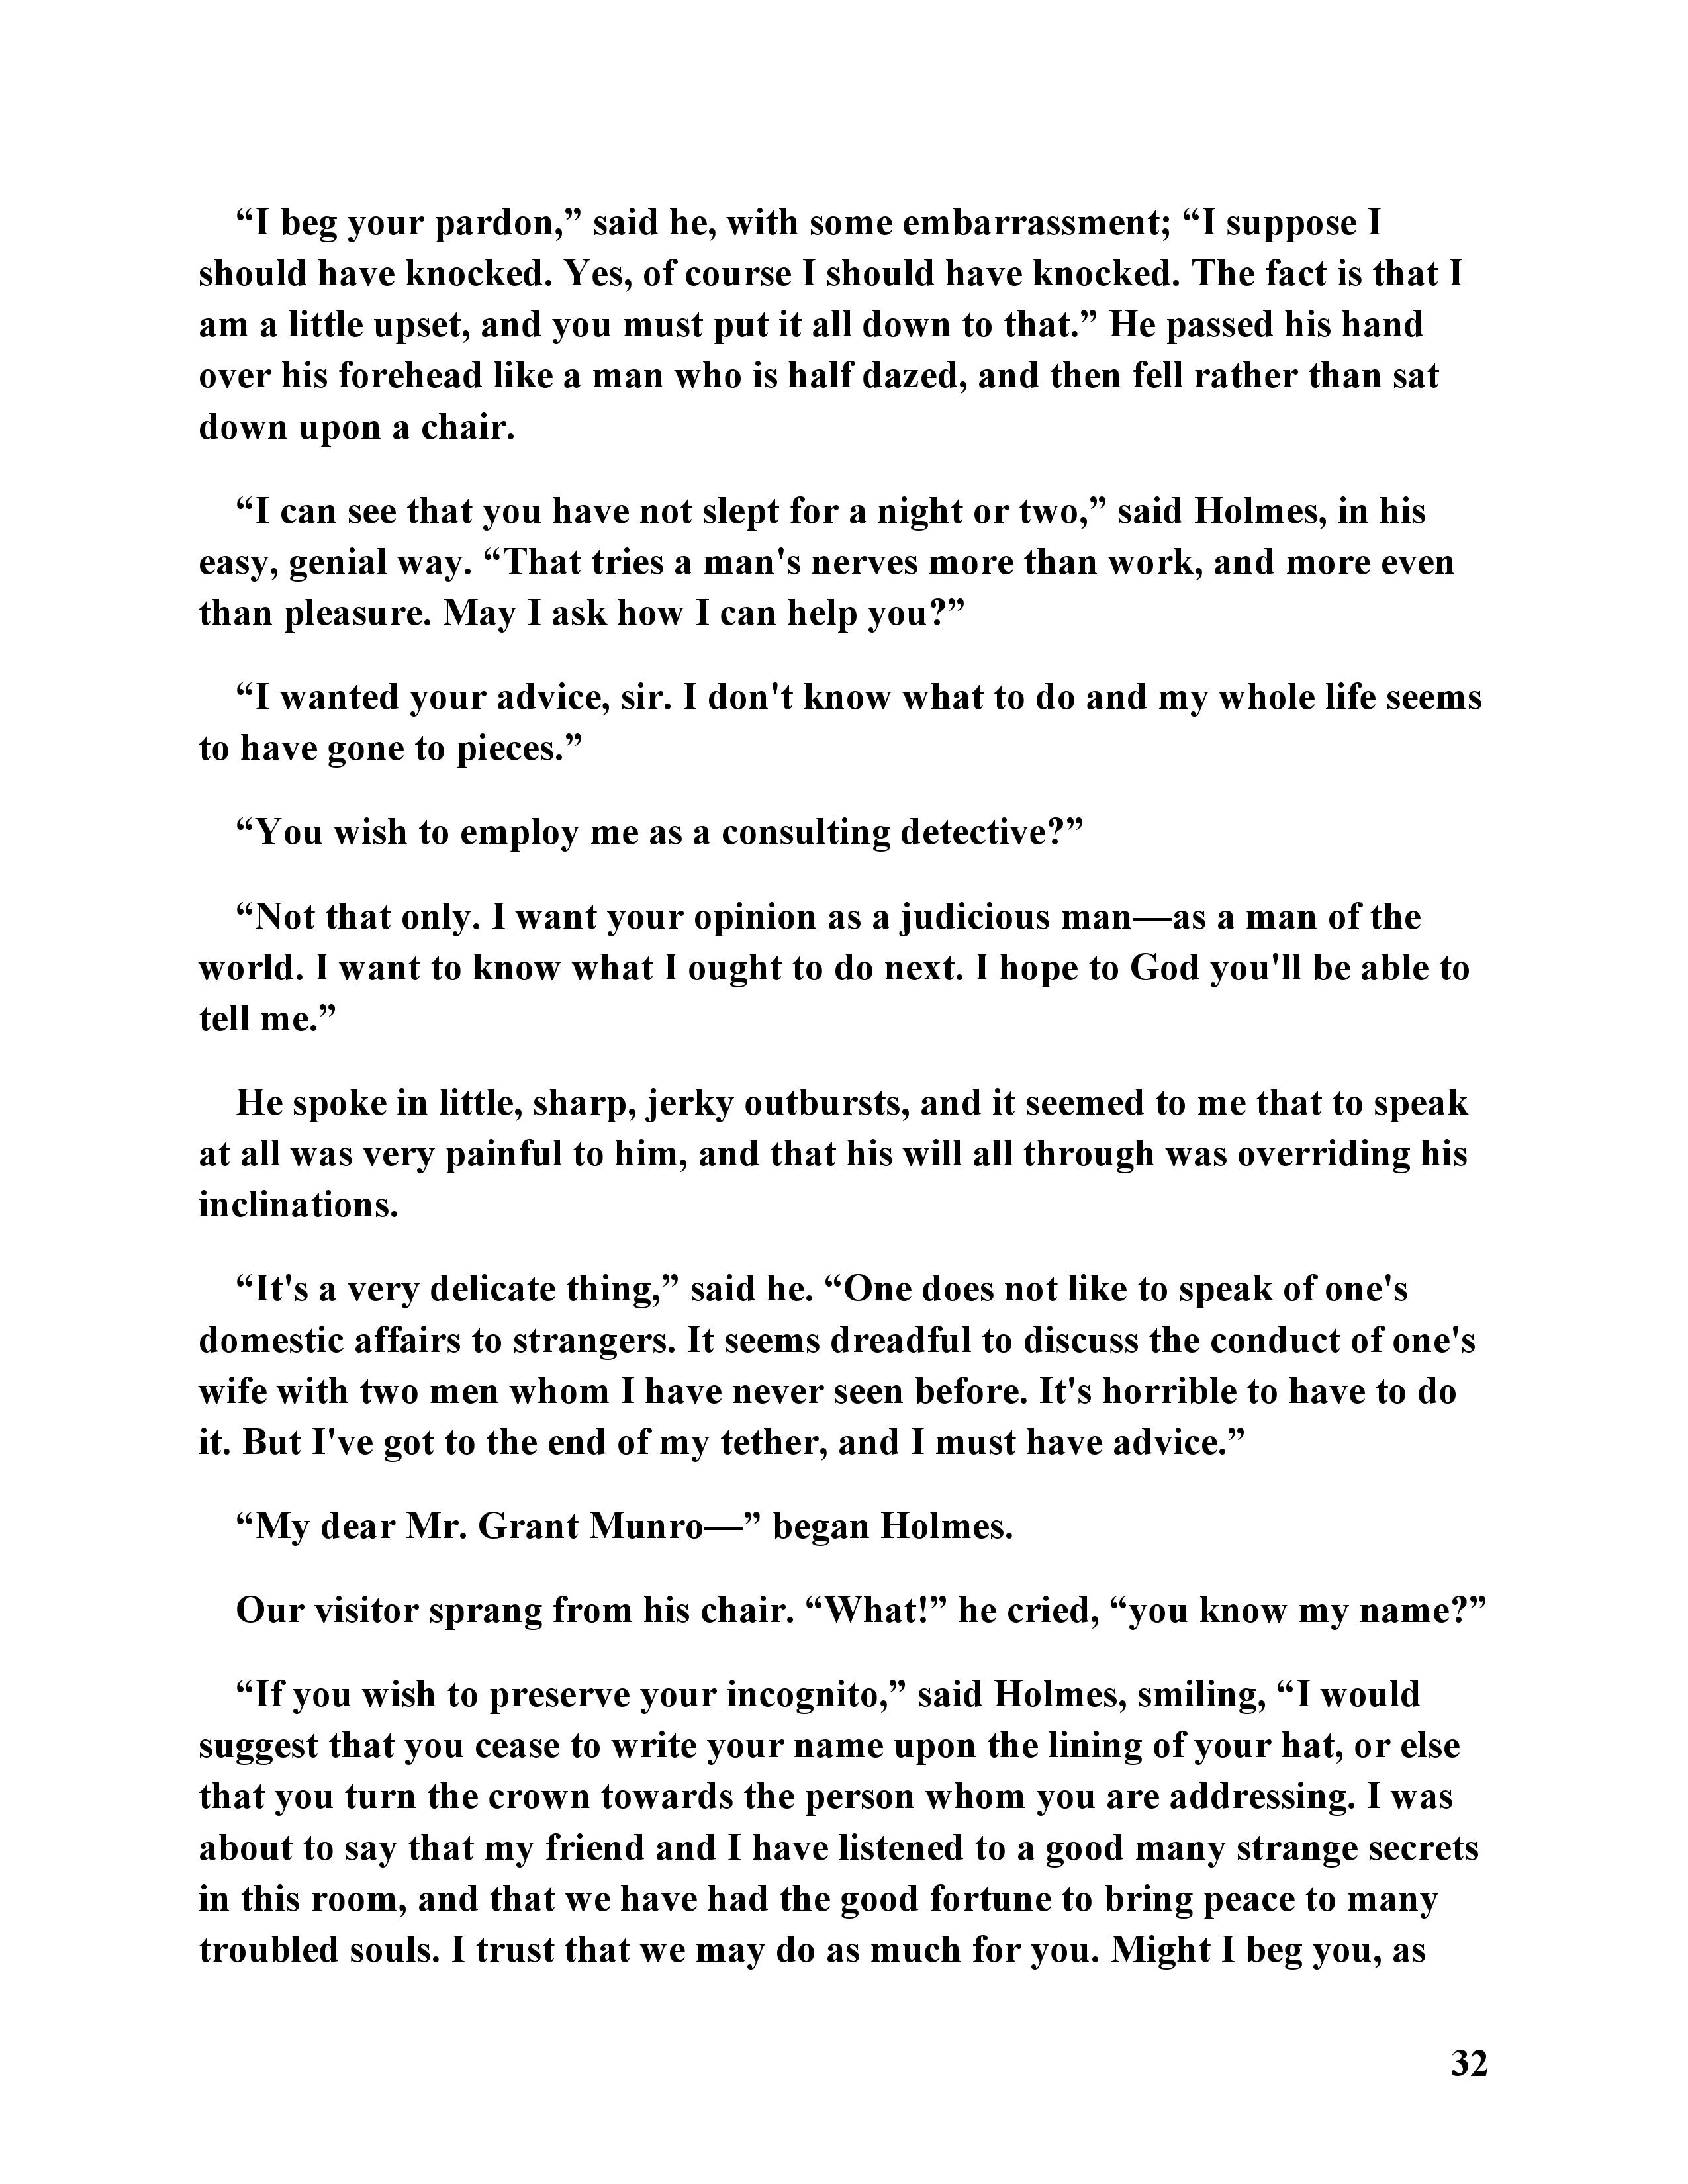 “I beg your pardon,” said he, with some embarrassment; “I suppose I
should have knocked. Yes, of course I should have knocked. The fact is that I
am a little upset, and you must put it all down to that.” He passed his hand
over his forehead like a man who is half dazed, and then fell rather than sat
down upon a chair.
“I can see that you have not slept for a night or two,” said Holmes, in his
easy, genial way. “That tries a man's nerves more than work, and more even
than pleasure. May I ask how I can help you?”
“I wanted your advice, sir. I don't know what to do and my whole life seems
to have gone to pieces.”
“You wish to employ me as a consulting detective?”
“Not that only. I want your opinion as a judicious man—as a man of the
world. I want to know what I ought to do next. I hope to God you'll be able to
tell me.”
He spoke in little, sharp, jerky outbursts, and it seemed to me that to speak
at all was very painful to him, and that his will all through was overriding his
inclinations.
“It's a very delicate thing,” said he. “One does not like to speak of one's
domestic affairs to strangers. It seems dreadful to discuss the conduct of one's
wife with two men whom I have never seen before. It's horrible to have to do
it. But I've got to the end of my tether, and I must have advice.”
“My dear Mr. Grant Munro—” began Holmes.
Our visitor sprang from his chair. “What!” he cried, “you know my name?”
“If you wish to preserve your incognito,” said Holmes, smiling, “I would
suggest that you cease to write your name upon the lining of your hat, or else
that you turn the crown towards the person whom you are addressing. I was
about to say that my friend and I have listened to a good many strange secrets
in this room, and that we have had the good fortune to bring peace to many
troubled souls. I trust that we may do as much for you. Might I beg you, as
32